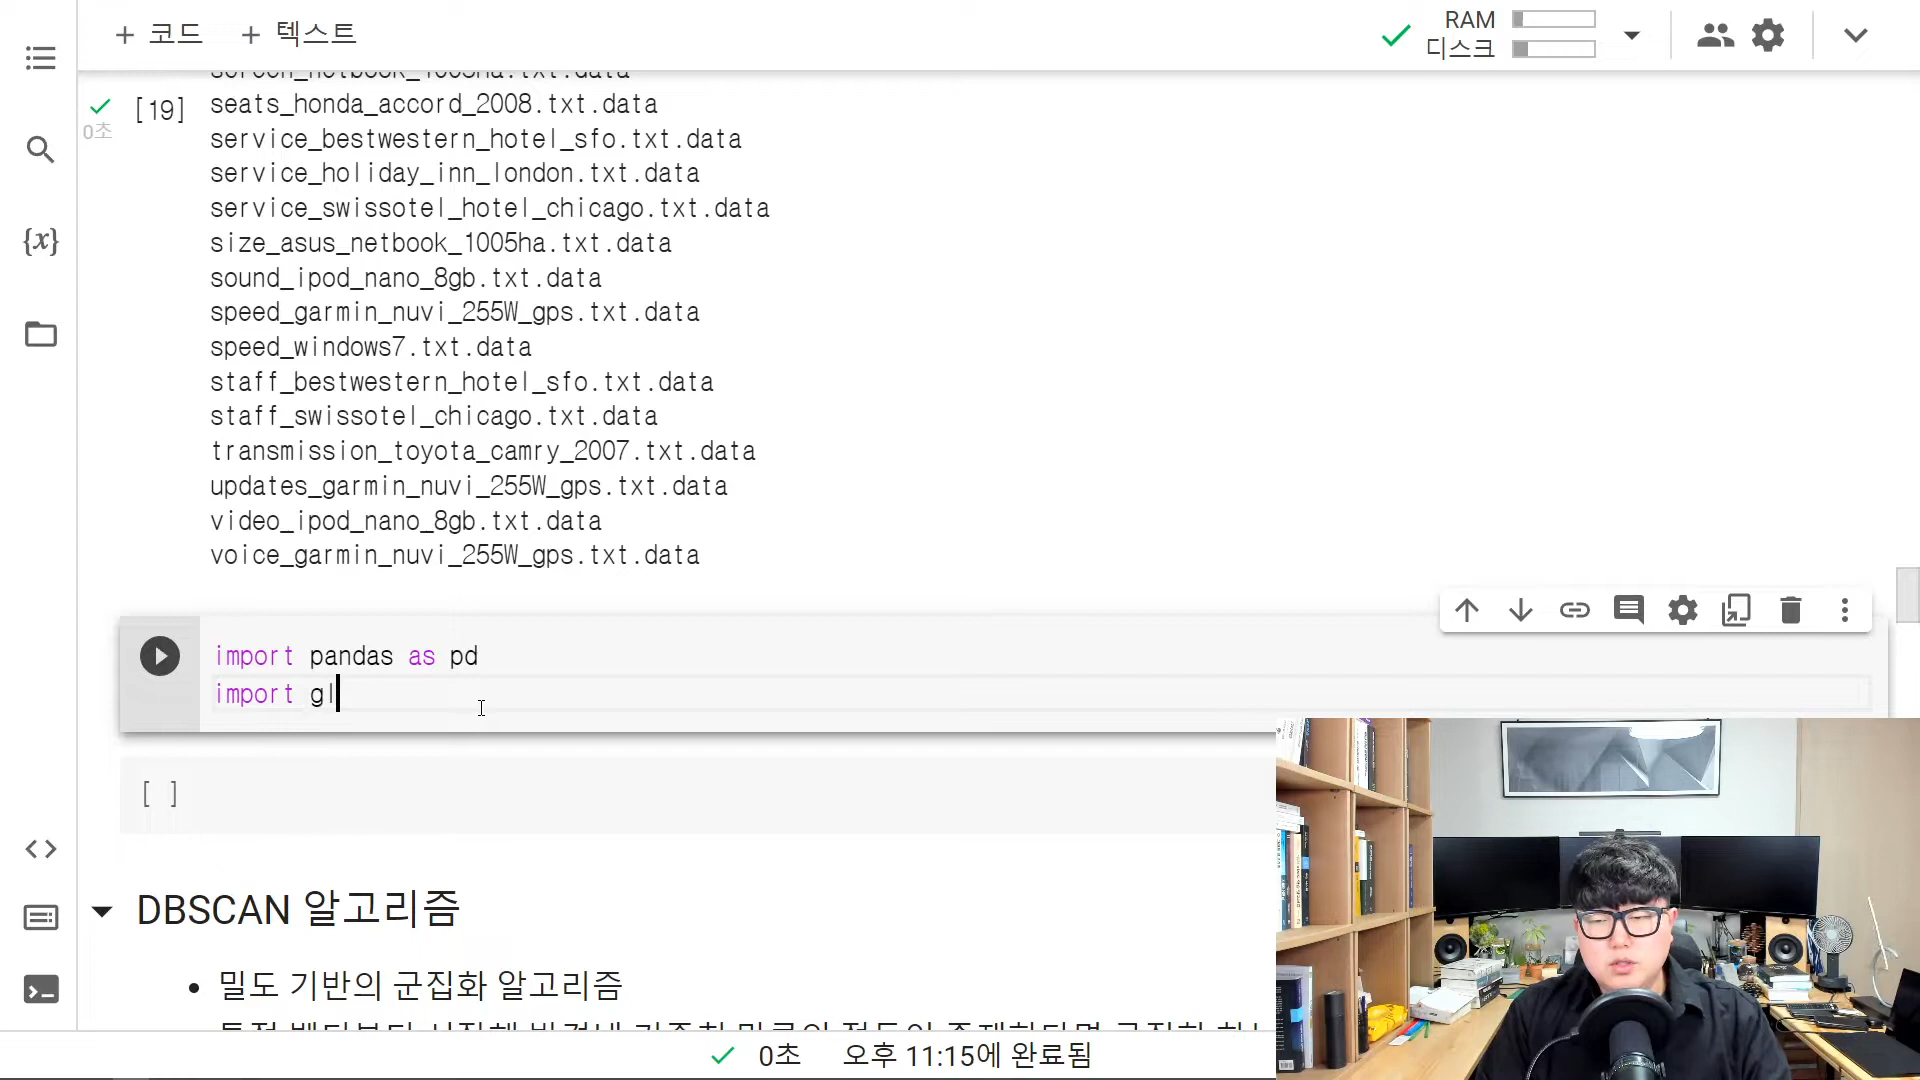 + 코드 + 텍스트
RAM
디스크
screen_netbook_1005ha.txt.data
[19]
0초
seats_honda_accord_2008.txt.data
service_bestwestern_hotel_sfo.txt.data
service_holiday_inn_london.txt.data
service_swissotel_hotel_chicago.txt.data
size_asus_netbook_1005ha.txt.data
sound_ipod_nano_8gb.txt.data
speed_garmin_nuvi_255W_gps.txt.data
speed_windows7.txt.data
staff_bestwestern_hotel_sfo.txt.data
staff_swissotel_chicago.txt.data
transmission_toyota_camry_2007.txt.data
updates_garmin_nuvi_255W_gps.txt.data
video_ipod_nano_8gb.txt.data
voice_garmin_nuvi_255W_gps.txt.data
import pandas as pd
import gl
[ ]
DBSCAN 알고리즘
• 밀도 기반의 군집화 알고리즘
0초 오후 11:15에 완료됨